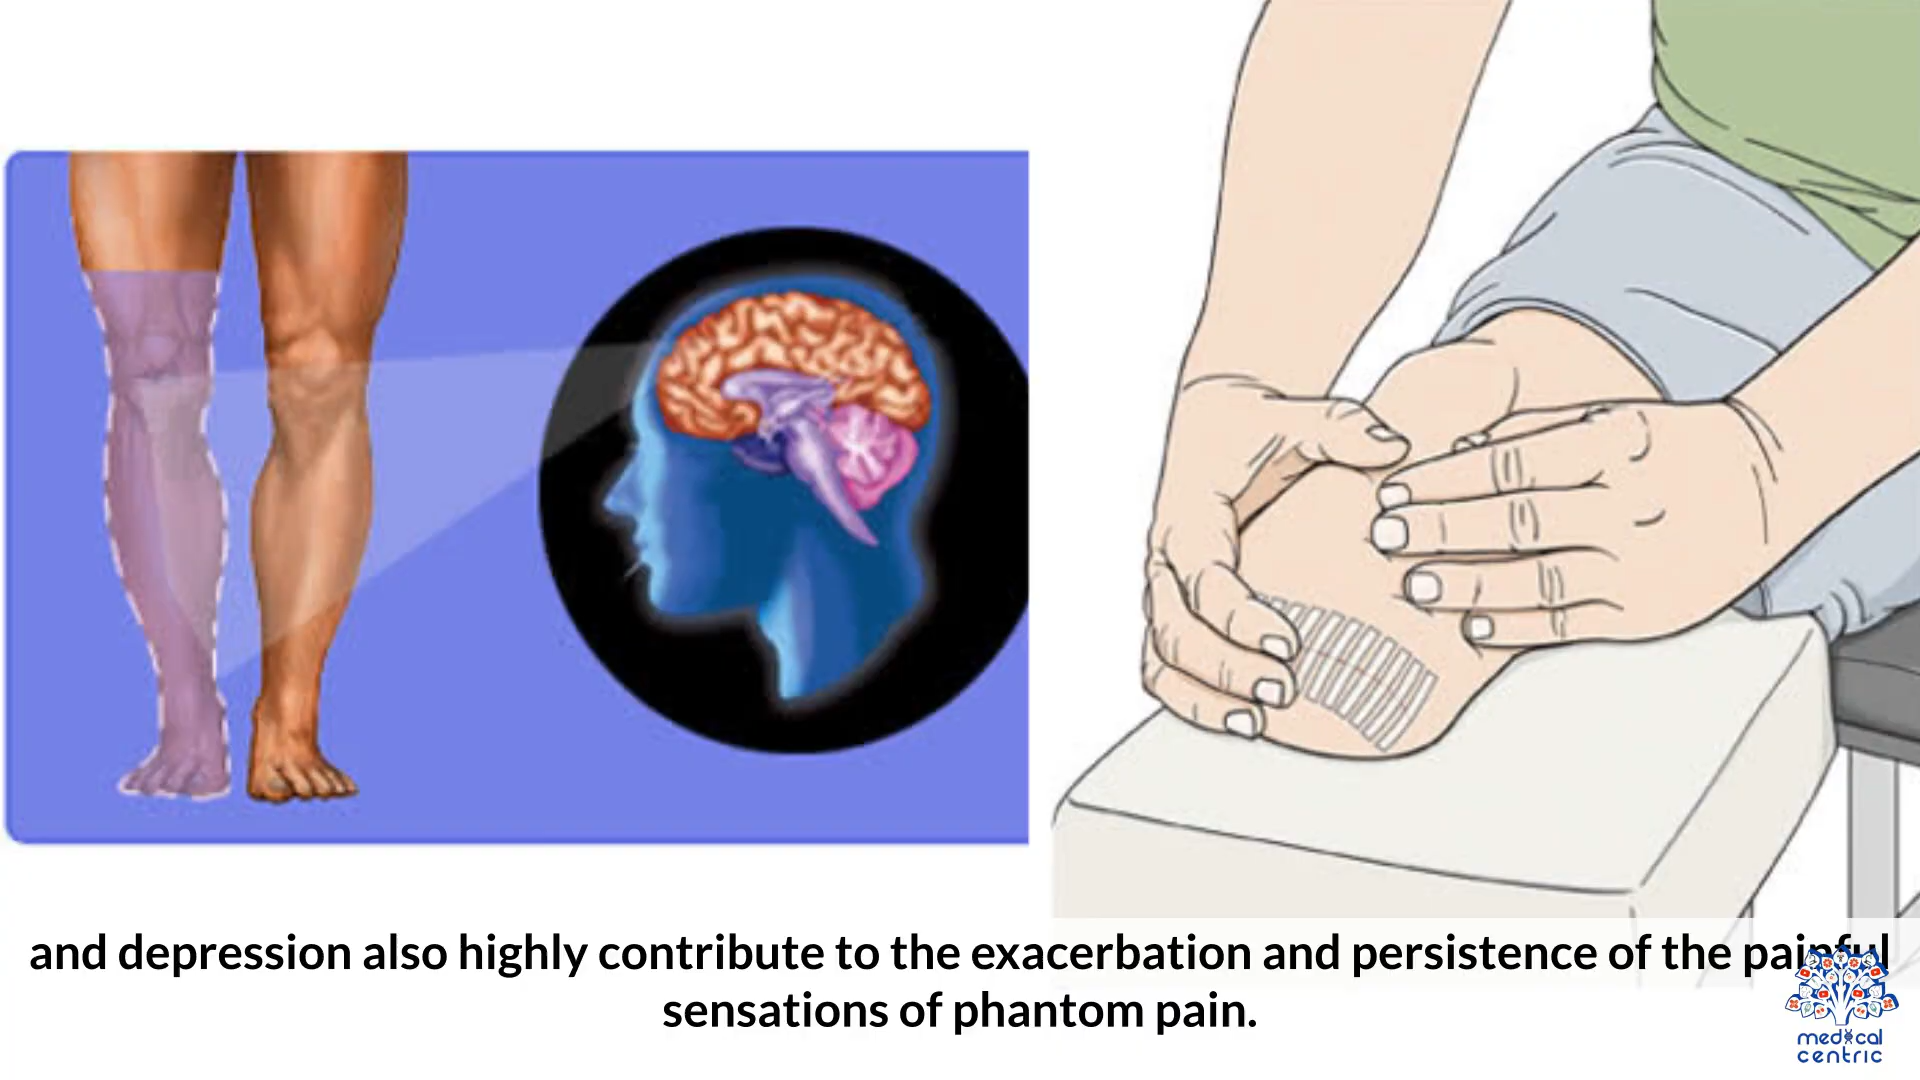 and depression also highly contribute to the exacerbation and persistence of the painful
sensations of phantom pain.
medical
centric